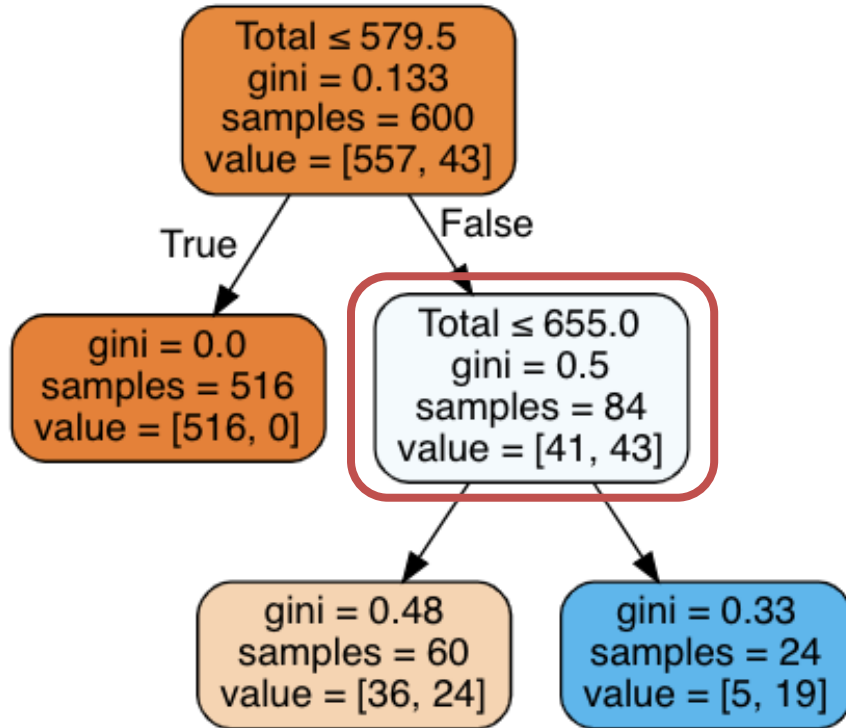 Total ≤ 579.5
gini = 0.133
samples = 600
value = [557, 43]
True
False
gini = 0.0
samples = 516
value = [516, 0]
Total ≤ 655.0
gini = 0.5
samples = 84
value = [41, 43]
gini = 0.48
samples = 60
value = [36, 24]
gini = 0.33
samples = 24
value = [5, 19]